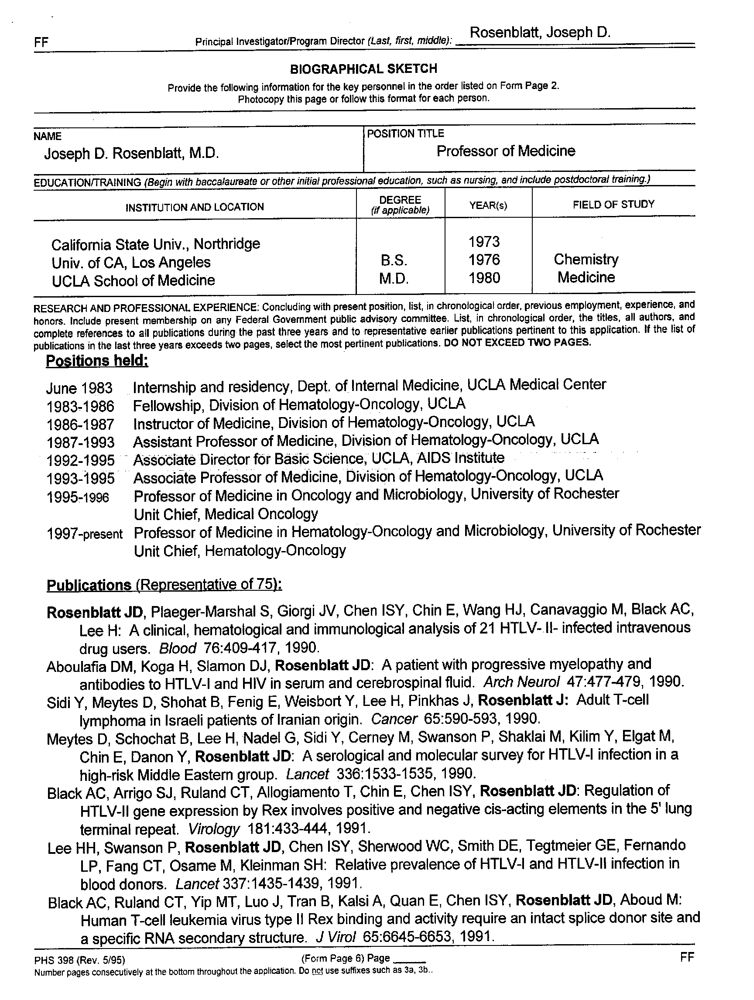 Rosenblatt, Joseph D.
FF Principal Investigator/Program Director (Last, first, middle):
BIOGRAPHICAL SKETCH
Provide the following information for the key personnel in the order listed on Form Page 2.
Photocopy this page or follow this format for each person.
NAME POSITION TITLE
Joseph D. Rosenblatt, M.D. Professor of Medicine
EDUCATION/TRAINING (Begin with baccalaureate or other initial professional education, such as nursing, and include postdoctoral training.)
INSTITUTION AND LOCATION DEGREE (if applicable) YEAR(s) FIELD OF STUDY
California State Univ., Northridge 1973
Univ. of CA, Los Angeles B.S. 1976 Chemistry
UCLA School of Medicine M.D. 1980 Medicine
RESEARCH AND PROFESSIONAL EXPERIENCE: Concluding with present position, list, in chronological order, previous employment, experience, and
honors. Include present membership on any Federal Government public advisory committee. List, in chronological order, the titles, all authors, and
complete references to all publications during the past three years and to representative earlier publications pertinent to this application. If the list of
publications in the last three years exceeds two pages, select the most pertinent publications. DO NOT EXCEED TWO PAGES.
Positions held:
June 1983 Internship and residency, Dept. of Internal Medicine, UCLA Medical Center
1983-1986 Fellowship, Division of Hematology-Oncology, UCLA
1986-1987 Instructor of Medicine, Division of Hematology-Oncology, UCLA
1987-1993 Assistant Professor of Medicine, Division of Hematology-Oncology, UCLA
1992-1995 Associate Director for Basic Science, UCLA, AIDS Institute
1993-1995 Associate Professor of Medicine, Division of Hematology-Oncology, UCLA
1995-1996 Professor of Medicine in Oncology and Microbiology, University of Rochester
Unit Chief, Medical Oncology
1997-present Professor of Medicine in Hematology-Oncology and Microbiology, University of Rochester
Unit Chief, Hematology-Oncology
Publications (Representative of 75):
Rosenblatt JD, Plaeger-Marshal S, Giorgi JV, Chen ISY, Chin E, Wang HJ, Canavaggio M, Black AC,
Lee H: A clinical, hematological and immunological analysis of 21 HTLV- II- infected intravenous
drug users. Blood 76:409-417, 1990.
Aboulafia DM, Koga H, Slamon DJ, Rosenblatt JD: A patient with progressive myelopathy and
antibodies to HTLV-I and HIV in serum and cerebrospinal fluid. Arch Neurol 47:477-479, 1990.
Sidi Y, Meytes D, Shohat B, Fenig E, Weisbort Y, Lee H, Pinkhas J, Rosenblatt J: Adult T-cell
lymphoma in Israeli patients of Iranian origin. Cancer 65:590-593, 1990.
Meytes D, Schochat B, Lee H, Nadel G, Sidi Y, Cerney M, Swanson P, Shaklai M, Kilim Y, Elgat M,
Chin E, Danon Y, Rosenblatt JD: A serological and molecular survey for HTLV-I infection in a
high-risk Middle Eastern group. Lancet 336:1533-1535, 1990.
Black AC, Arrigo SJ, Ruland CT, Allogiamento T, Chin E, Chen ISY, Rosenblatt JD: Regulation of
HTLV-II gene expression by Rex involves positive and negative cis-acting elements in the 5' lung
terminal repeat. Virology 181:433-444, 1991.
Lee HH, Swanson P, Rosenblatt JD, Chen ISY, Sherwood WC, Smith DE, Tegtmeier GE, Fernando
LP, Fang CT, Osame M, Kleinman SH: Relative prevalence of HTLV-I and HTLV-II infection in
blood donors. Lancet 337:1435-1439, 1991.
Black AC, Ruland CT, Yip MT, Luo J, Tran B, Kalsi A, Quan E, Chen ISY, Rosenblatt JD, Aboud M:
Human T-cell leukemia virus type II Rex binding and activity require an intact splice donor site and
a specific RNA secondary structure. J Virol 65:6645-6653, 1991.
PHS 398 (Rev. 5/95) (Form Page 6) Page FF
Number pages consecutively at the bottom throughout the application. Do not use suffixes such as 3a, 3b..